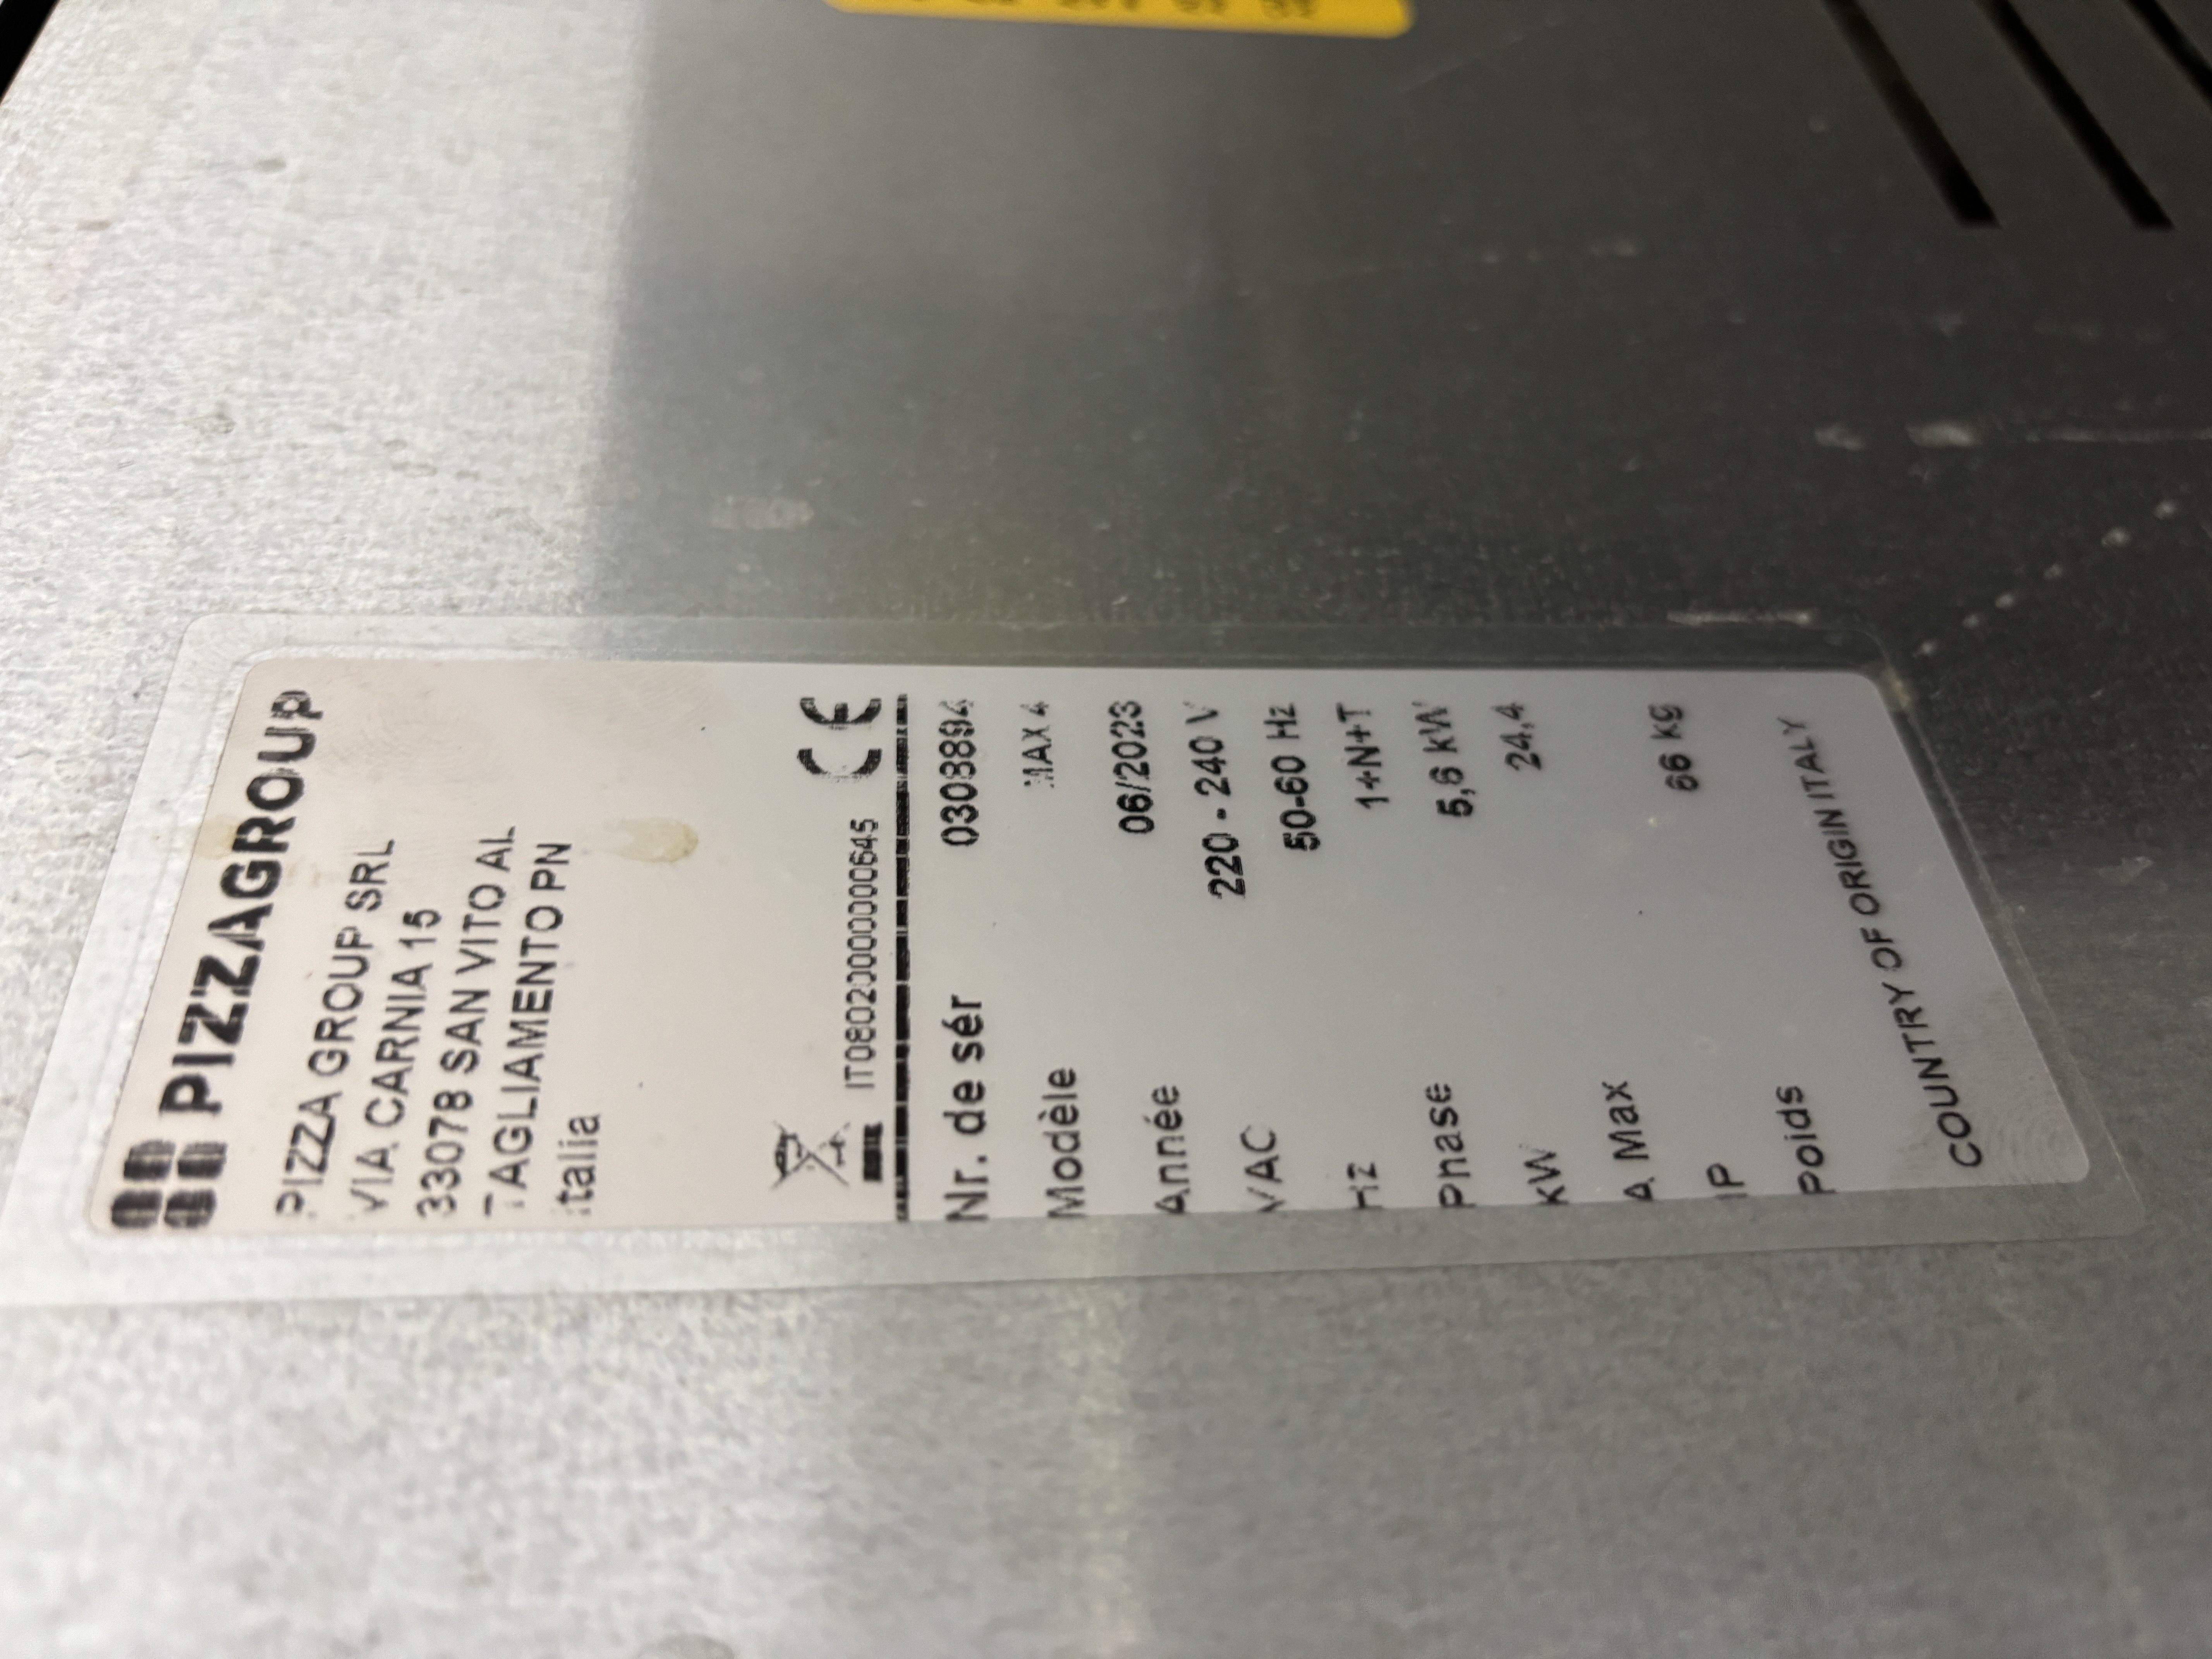 PIZZAGROUP
PIZZA GROUP SRL
VIA CARNIA 15
33078 SAN VITO AL
TAGLIAMENTO PN
Italia
IT08020000000645
CE
Nr. de sér 0308894
Modèle MAX 4
Année 06/2023
VAC 220 - 240 V
Hz 50-60 Hz
Phase 1+N+T
kW 5,6 kW
A Max 24,4
IP
Poids 66 kg
COUNTRY OF ORIGIN ITALY